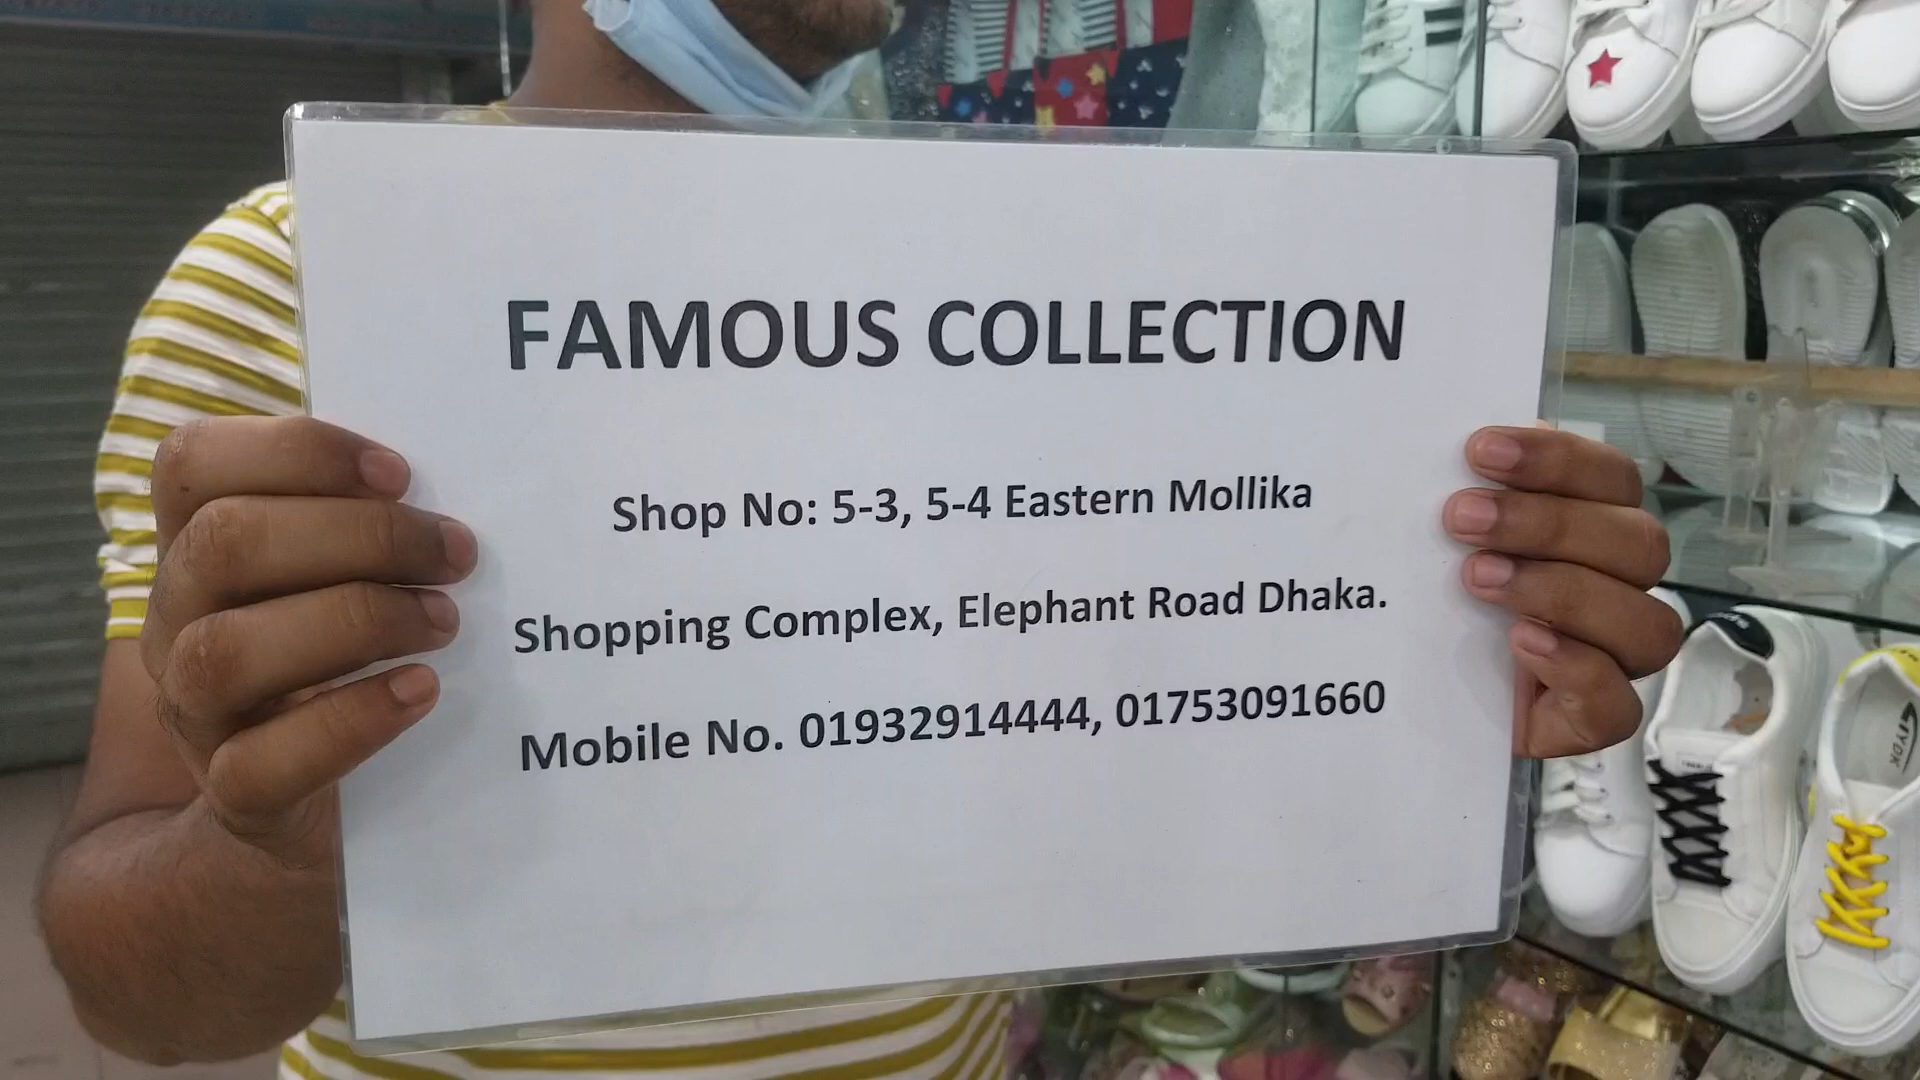 FAMOUS COLLECTION
Shop No: 5-3, 5-4 Eastern Mollika
Shopping Complex, Elephant Road Dhaka.
Mobile No. 01932914444, 01753091660